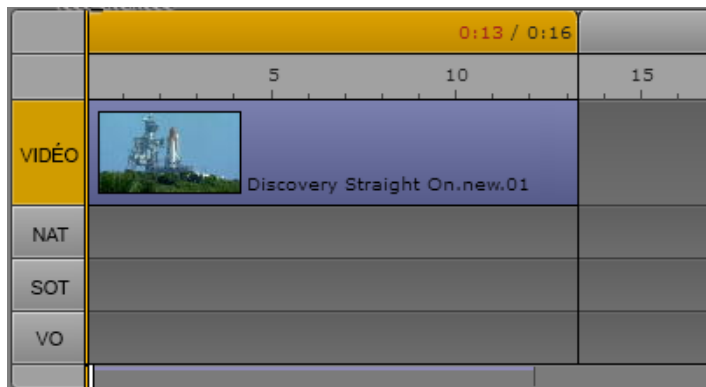 0:13 / 0:16
5 10 15
VIDÉO
Discovery Straight On.new.01
NAT
SOT
VO